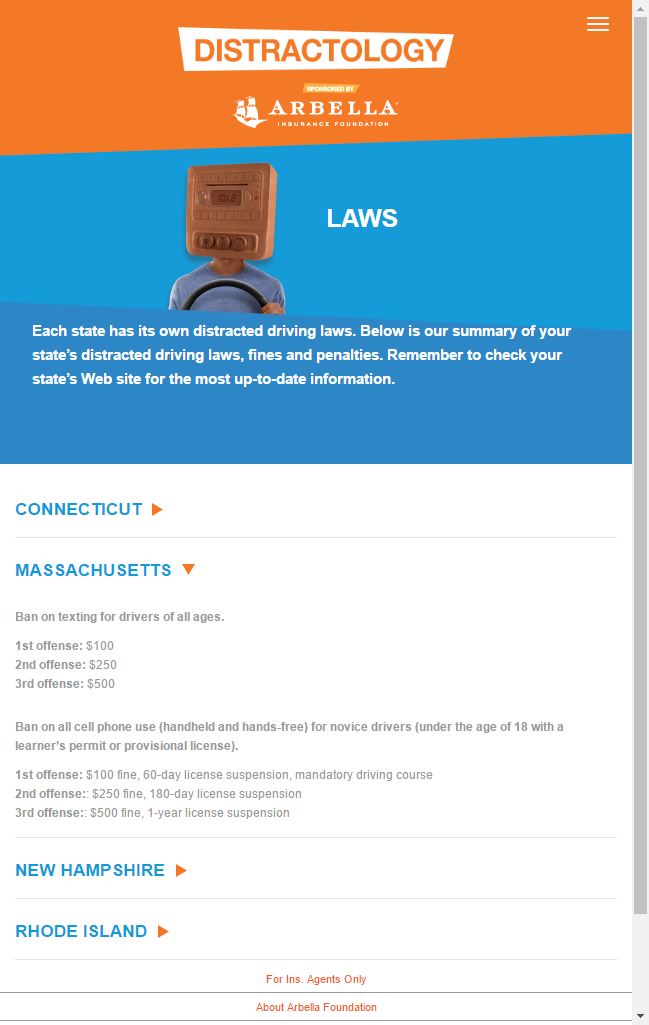 DISTRACTOLOGY
SPONSORED BY
ARBELLA
INSURANCE FOUNDATION
101.2
LAWS
Each state has its own distracted driving laws. Below is our summary of your
state’s distracted driving laws, fines and penalties. Remember to check your
state’s Web site for the most up-to-date information.
CONNECTICUT
MASSACHUSETTS
Ban on texting for drivers of all ages.
1st offense: $100
2nd offense: $250
3rd offense: $500
Ban on all cell phone use (handheld and hands-free) for novice drivers (under the age of 18 with a
learner’s permit or provisional license).
1st offense: $100 fine, 60-day license suspension, mandatory driving course
2nd offense:: $250 fine, 180-day license suspension
3rd offense:: $500 fine, 1-year license suspension
NEW HAMPSHIRE
RHODE ISLAND
For Ins. Agents Only
About Arbella Foundation